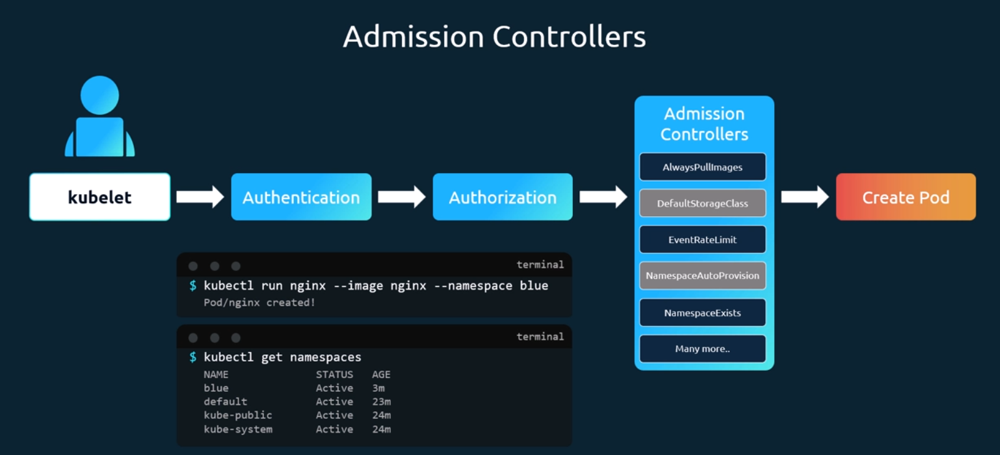 Admission Controllers
kubelet
Authentication
Authorization
Admission
Controllers
AlwaysPullImages
DefaultStorageClass
EventRateLimit
NamespaceAutoProvision
NamespaceExists
Many more..
Create Pod
terminal
$ kubectl run nginx --image nginx --namespace blue
Pod/nginx created!
terminal
$ kubectl get namespaces
NAME STATUS AGE
blue Active 3m
default Active 23m
kube-public Active 24m
kube-system Active 24m